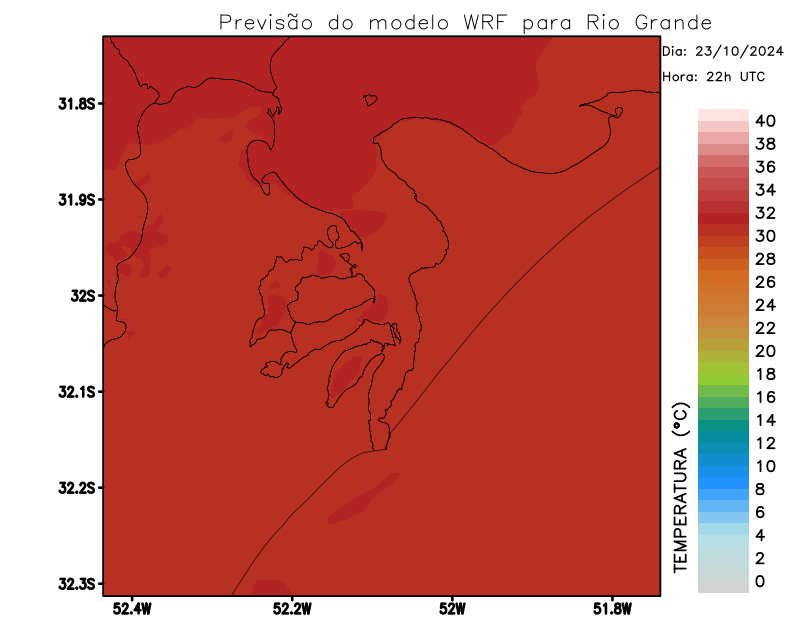 Previsão do modelo WRF para Rio Grande
Dia: 23/10/2024
Hora: 22h UTC
31.8S
31.9S
32S
32.1S
32.2S
32.3S
52.4W
52.2W
52W
51.8W
TEMPERATURA (°C)
40
38
36
34
32
30
28
26
24
22
20
18
16
14
12
10
8
6
4
2
0